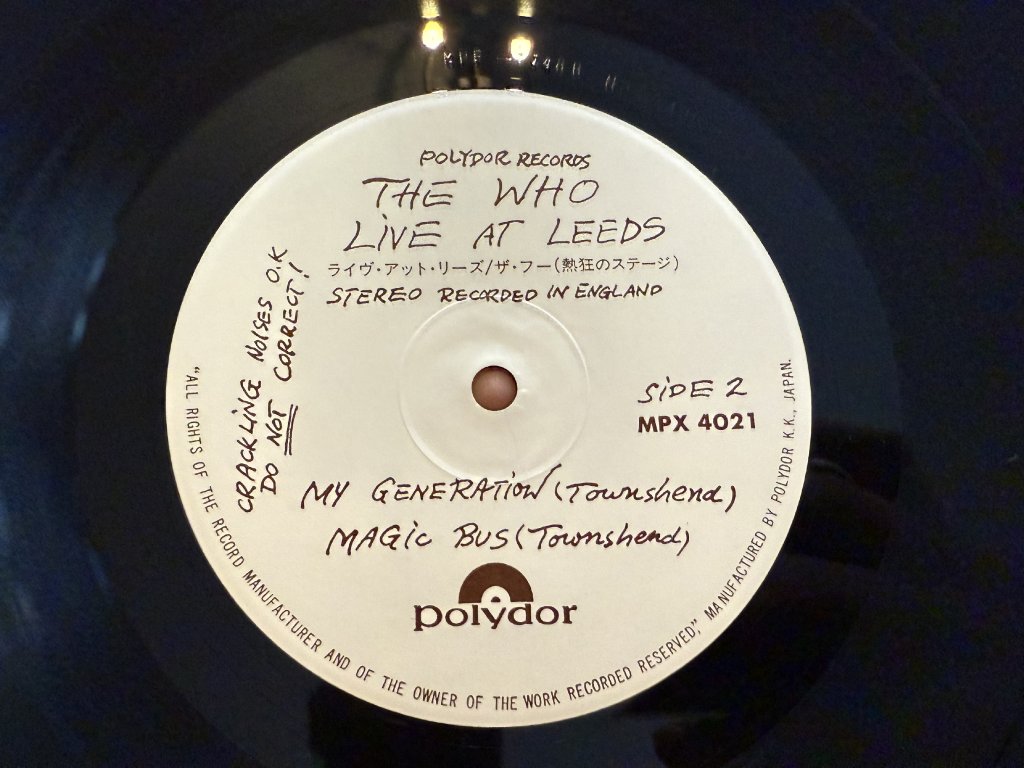 POLYDOR RECORDS
THE WHO
LiVE AT LEEDS
ライヴ・アット・リーズ/ザ・フー(熱狂のステージ)
STEREO RECORDED IN ENGLAND
CRACKLiNG NOISES O.K
DO NOT CORRECT!
SiDE 2
MPX 4021
MY GENERATION (Townshend)
MAGiC BUS (Townshend)
polydor
"ALL RIGHTS OF THE RECORD MANUFACTURER AND OF THE OWNER OF THE WORK RECORDED RESERVED," MANUFACTURED BY POLYDOR K.K., JAPAN.